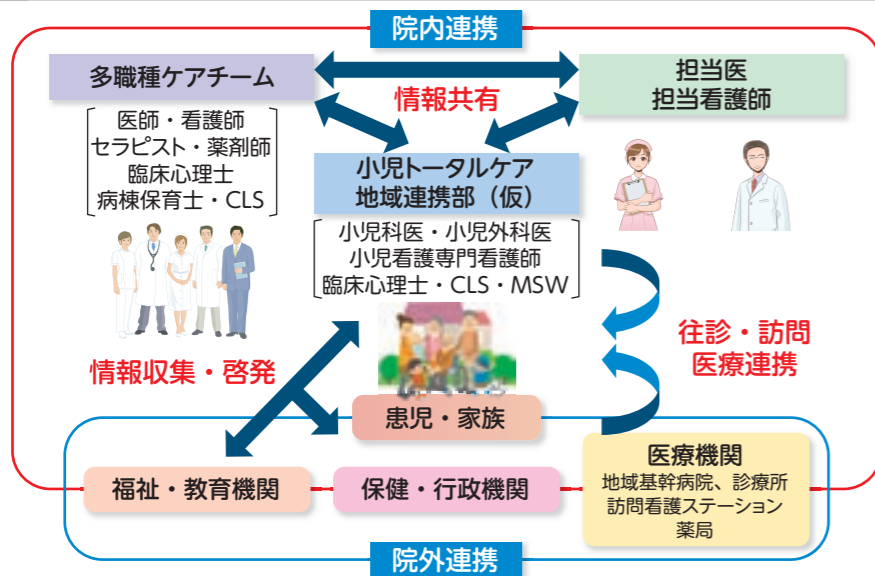 院内連携
多職種ケアチーム
医師・看護師
セラピスト・薬剤師
臨床心理士
病棟保育士・CLS
情報共有
担当医
担当看護師
小児トータルケア
地域連携部（仮）
小児科医・小児外科医
小児看護専門看護師
臨床心理士・CLS・MSW
情報収集・啓発
往診・訪問
医療連携
患児・家族
福祉・教育機関
保健・行政機関
医療機関
地域基幹病院、診療所
訪問看護ステーション
薬局
院外連携